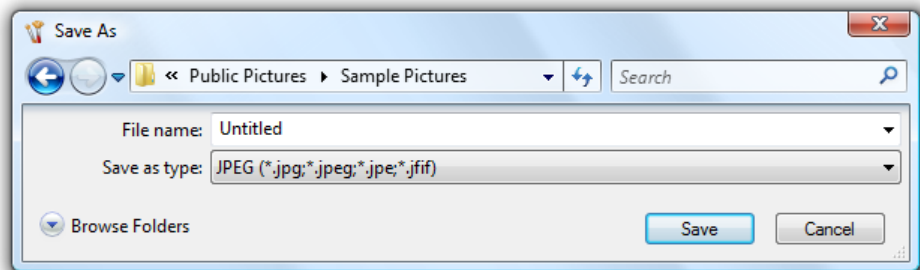 Save As
« Public Pictures ▸ Sample Pictures Search
File name: Untitled
Save as type: JPEG (*.jpg;*.jpeg;*.jpe;*.jfif)
Browse Folders Save Cancel